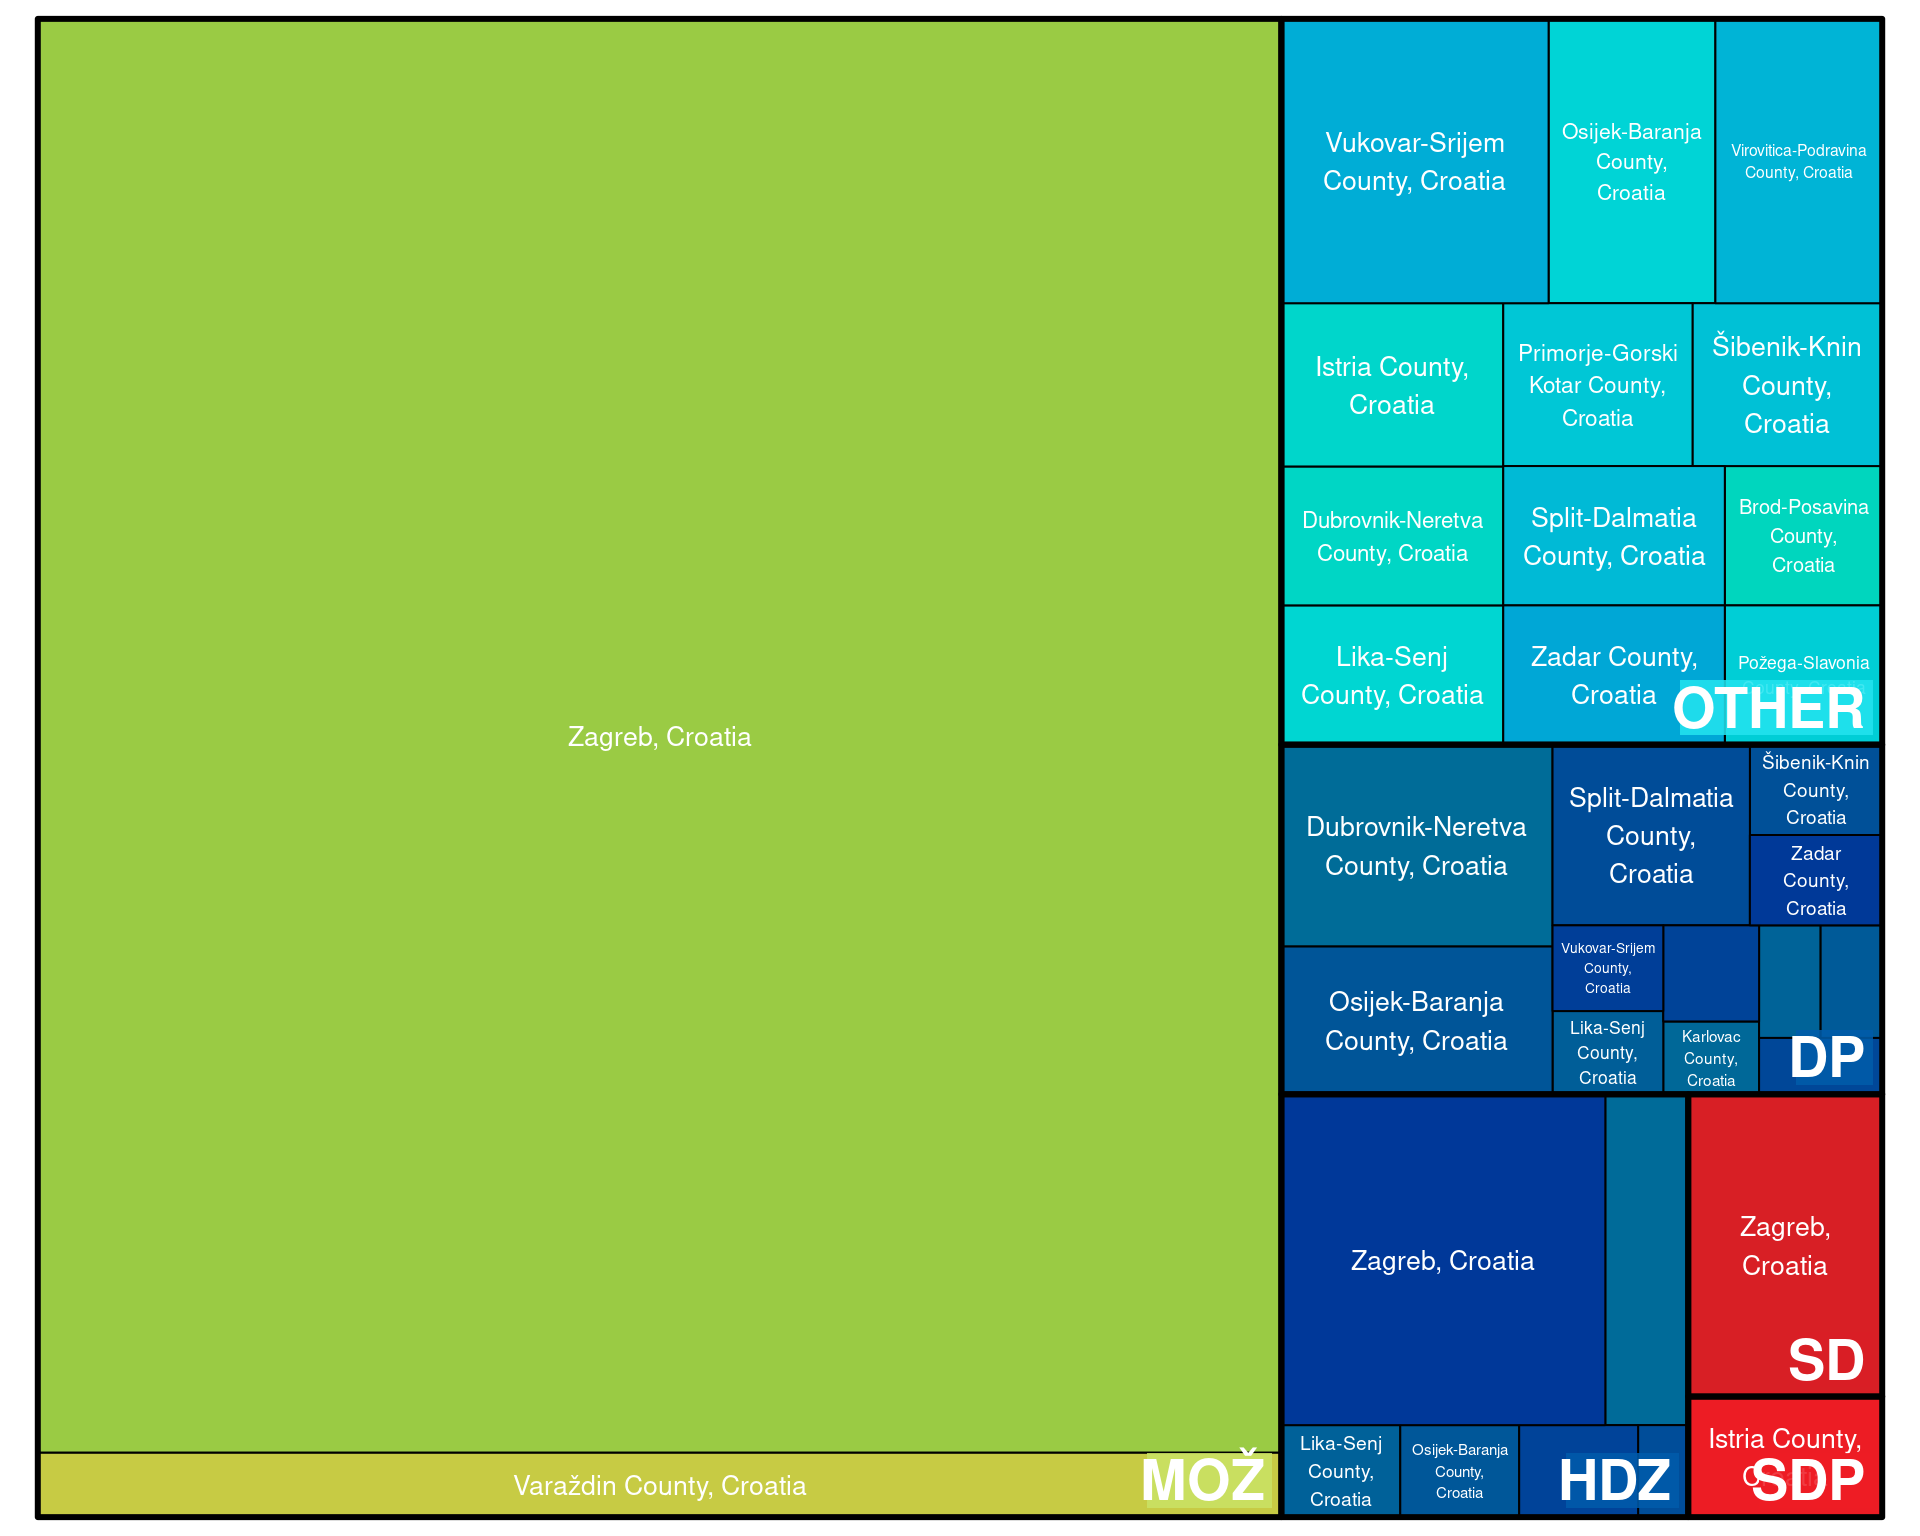 Zagreb, Croatia
Varaždin County, Croatia
MOŽ
Vukovar-Srijem
County, Croatia
Osijek-Baranja
County,
Croatia
Virovitica-Podravina
County, Croatia
Istria County,
Croatia
Primorje-Gorski
Kotar County,
Croatia
Šibenik-Knin
County,
Croatia
Dubrovnik-Neretva
County, Croatia
Split-Dalmatia
County, Croatia
Brod-Posavina
County,
Croatia
Lika-Senj
County, Croatia
Zadar County,
Croatia
Požega-Slavonia
OTHER
Dubrovnik-Neretva
County, Croatia
Osijek-Baranja
County, Croatia
Split-Dalmatia
County,
Croatia
Šibenik-Knin
County,
Croatia
Zadar
County,
Croatia
Vukovar-Srijem
County,
Croatia
Lika-Senj
County,
Croatia
Karlovac
County,
Croatia
DP
Zagreb, Croatia
Lika-Senj
County,
Croatia
Osijek-Baranja
County,
Croatia
HDZ
Zagreb,
Croatia
SD
Istria County,
SDP